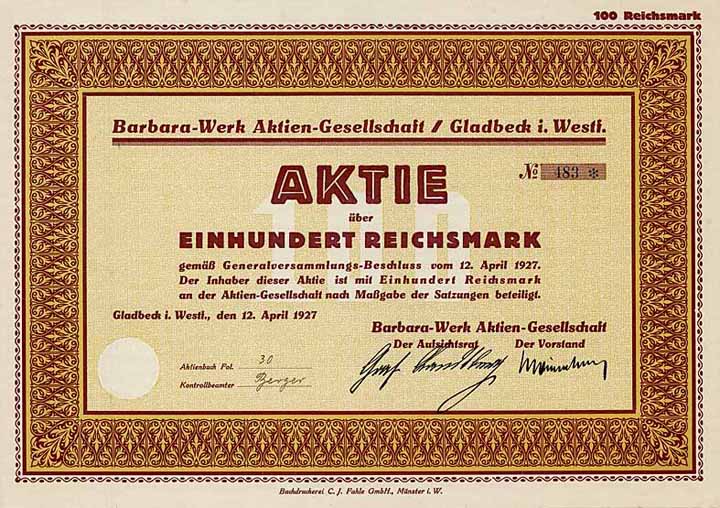 100 Reichsmark
Barbara-Werk Aktien-Gesellschaft // Gladbeck i. Westf.
AKTIE
№ 483 *
über
100
EINHUNDERT REICHSMARK
gemäß Generalversammlungs-Beschluss vom 12. April 1927.
Der Inhaber dieser Aktie ist mit Einhundert Reichsmark
an der Aktien-Gesellschaft nach Maßgabe der Satzungen beteiligt.
Gladbeck i. Westf., den 12. April 1927
Barbara-Werk Aktien-Gesellschaft
Der Aufsichtsrat Der Vorstand
Aktienbuch Fol. 30
Kontrollbeamter Berger
Buchdruckerei C. J. Fahle GmbH., Münster i. W.